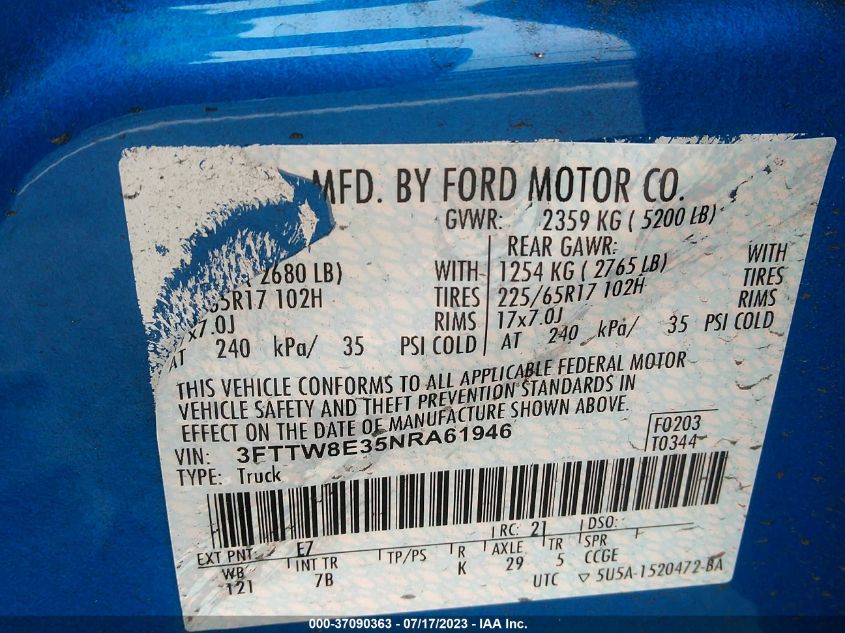 MFD. BY FORD MOTOR CO.
GVWR: 2359 KG ( 5200 LB)
REAR GAWR:
2680 LB) WITH 1254 KG ( 2765 LB) WITH
65R17 102H TIRES 225/65R17 102H TIRES
x7.0J RIMS 17x7.0J RIMS
AT 240 kPa/ 35 PSI COLD AT 240 kPa/ 35 PSI COLD
THIS VEHICLE CONFORMS TO ALL APPLICABLE FEDERAL MOTOR
VEHICLE SAFETY AND THEFT PREVENTION STANDARDS IN
EFFECT ON THE DATE OF MANUFACTURE SHOWN ABOVE.
VIN: 3FTTW8E35NRA61946 F0203
TYPE: Truck T0344
RC: 21 DSO:
EXT PNT: E7
WB INT TR TP/PS R AXLE TR SPR
121 7B K 29 5 CCGE
UTC ▽ 5U5A-1520472-BA
000-37090363 - 07/17/2023 - IAA Inc.